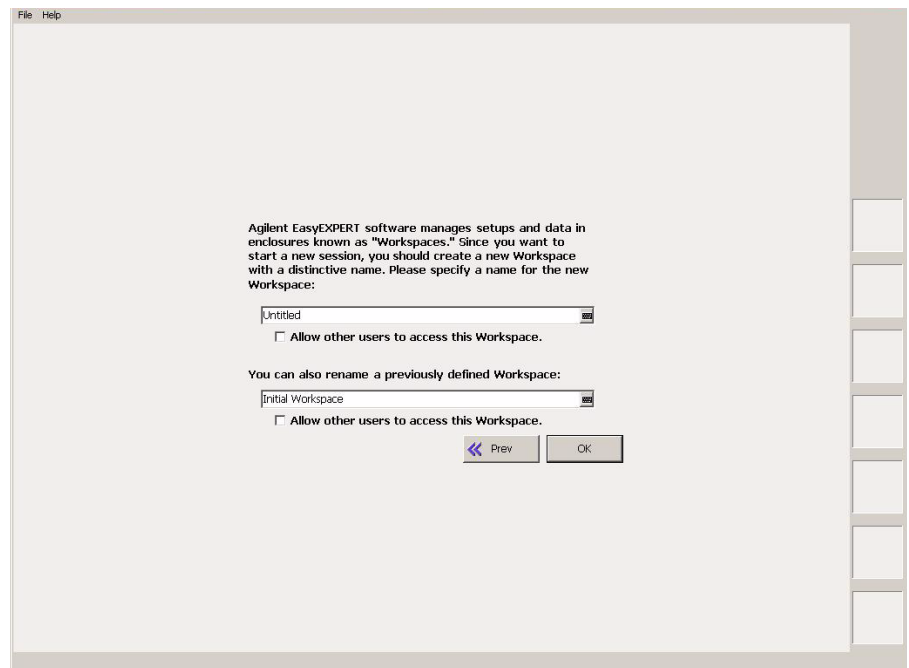 File Help
Agilent EasyEXPERT software manages setups and data in
enclosures known as "Workspaces." Since you want to
start a new session, you should create a new Workspace
with a distinctive name. Please specify a name for the new
Workspace:
Untitled
Allow other users to access this Workspace.
You can also rename a previously defined Workspace:
Initial Workspace
Allow other users to access this Workspace.
Prev OK